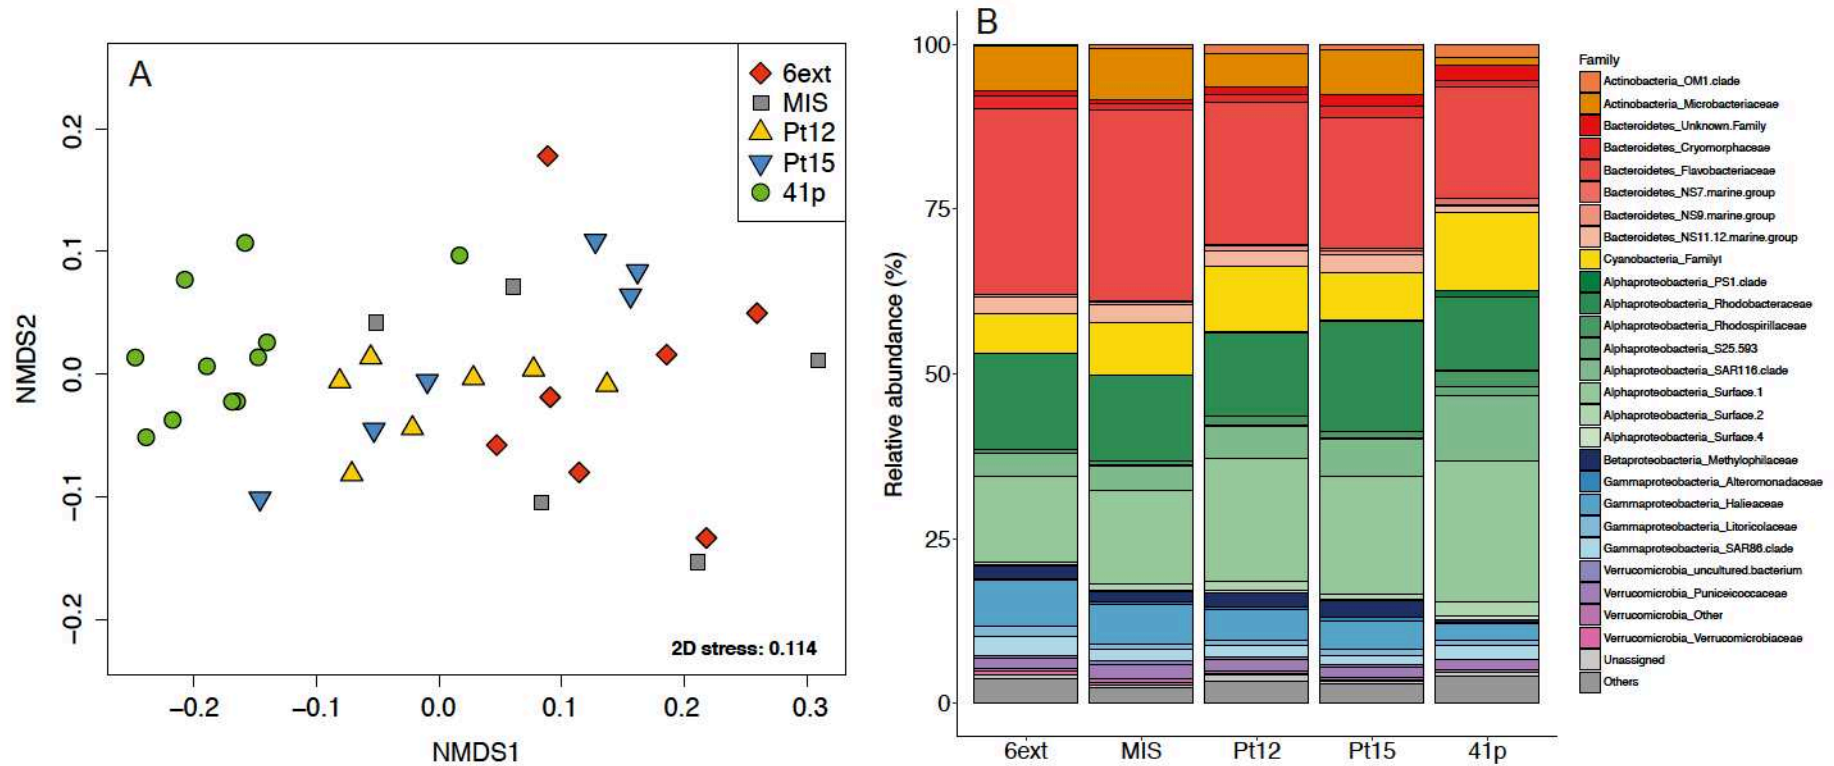 A
6ext
MIS
Pt12
Pt15
41p
0.2
0.1
0.0
−0.1
−0.2
NMDS2
2D stress: 0.114
−0.2
−0.1
0.0
0.1
0.2
0.3
NMDS1
B
100
75
50
25
0
Relative abundance (%)
6ext
MIS
Pt12
Pt15
41p
Family
Actinobacteria_OM1.clade
Actinobacteria_Microbacteriaceae
Bacteroidetes_Unknown.Family
Bacteroidetes_Cryomorphaceae
Bacteroidetes_Flavobacteriaceae
Bacteroidetes_NS7.marine.group
Bacteroidetes_NS9.marine.group
Bacteroidetes_NS11.12.marine.group
Cyanobacteria_FamilyI
Alphaproteobacteria_PS1.clade
Alphaproteobacteria_Rhodobacteraceae
Alphaproteobacteria_Rhodospirillaceae
Alphaproteobacteria_S25.593
Alphaproteobacteria_SAR116.clade
Alphaproteobacteria_Surface.1
Alphaproteobacteria_Surface.2
Alphaproteobacteria_Surface.4
Betaproteobacteria_Methylophilaceae
Gammaproteobacteria_Alteromonadaceae
Gammaproteobacteria_Halieaceae
Gammaproteobacteria_Litoricolaceae
Gammaproteobacteria_SAR86.clade
Verrucomicrobia_uncultured.bacterium
Verrucomicrobia_Puniceicoccaceae
Verrucomicrobia_Other
Verrucomicrobia_Verrucomicrobiaceae
Unassigned
Others